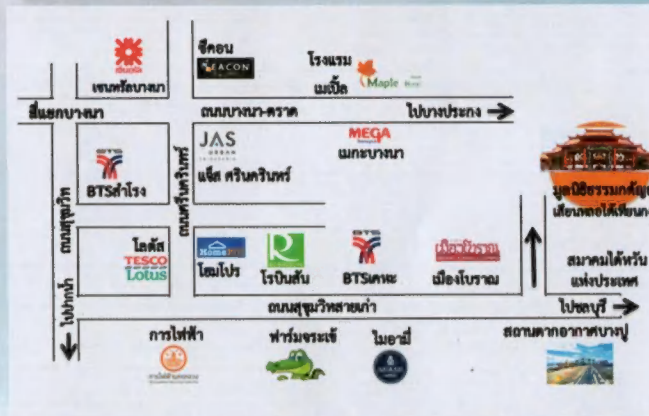 เซ็นทรัลบางนา
ซีคอน
SEACON
โรงแรม
เมเปิ้ล
Maple
สี่แยกบางนา
ถนนบางนา-ตราด
ไปบางประกง
BTS
BTSสำโรง
ถนนศรีนครินทร์
JAS
URBAN
แจ๊ส ศรินครินทร์
MEGA
เมกะบางนา
มูลนิธิธรรมกตัญญู
ถนนสุขุมวิท
โลตัส
TESCO
Lotus
HomePro
โฮมโปร
R
โรบินสัน
BTS
BTSเคหะ
เมืองโบราณ
เมืองโบราณ
สมาคมไต้หวัน
แห่งประเทศ
ถนนสุขุมวิทสายเก่า
ไปชลบุรี
ไปปากน้ำ
การไฟฟ้า
ฟาร์มจระเข้
ไมอามี่
สถานตากอากาศบางปู